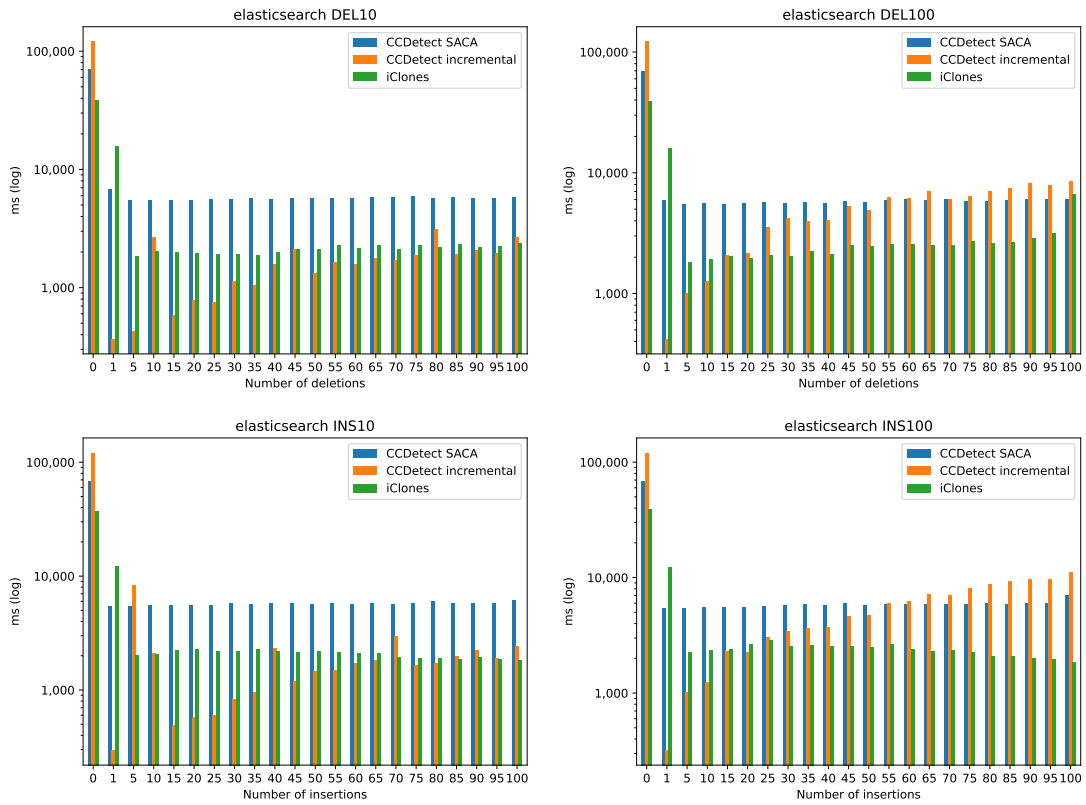 elasticsearch DEL10
100,000
10,000
1,000
ms (log)
CCDetect SACA
CCDetect incremental
iClones
0 1 5 10 15 20 25 30 35 40 45 50 55 60 65 70 75 80 85 90 95 100
Number of deletions
elasticsearch DEL100
100,000
10,000
1,000
ms (log)
CCDetect SACA
CCDetect incremental
iClones
0 1 5 10 15 20 25 30 35 40 45 50 55 60 65 70 75 80 85 90 95 100
Number of deletions
elasticsearch INS10
100,000
10,000
1,000
ms (log)
CCDetect SACA
CCDetect incremental
iClones
0 1 5 10 15 20 25 30 35 40 45 50 55 60 65 70 75 80 85 90 95 100
Number of insertions
elasticsearch INS100
100,000
10,000
1,000
ms (log)
CCDetect SACA
CCDetect incremental
iClones
0 1 5 10 15 20 25 30 35 40 45 50 55 60 65 70 75 80 85 90 95 100
Number of insertions